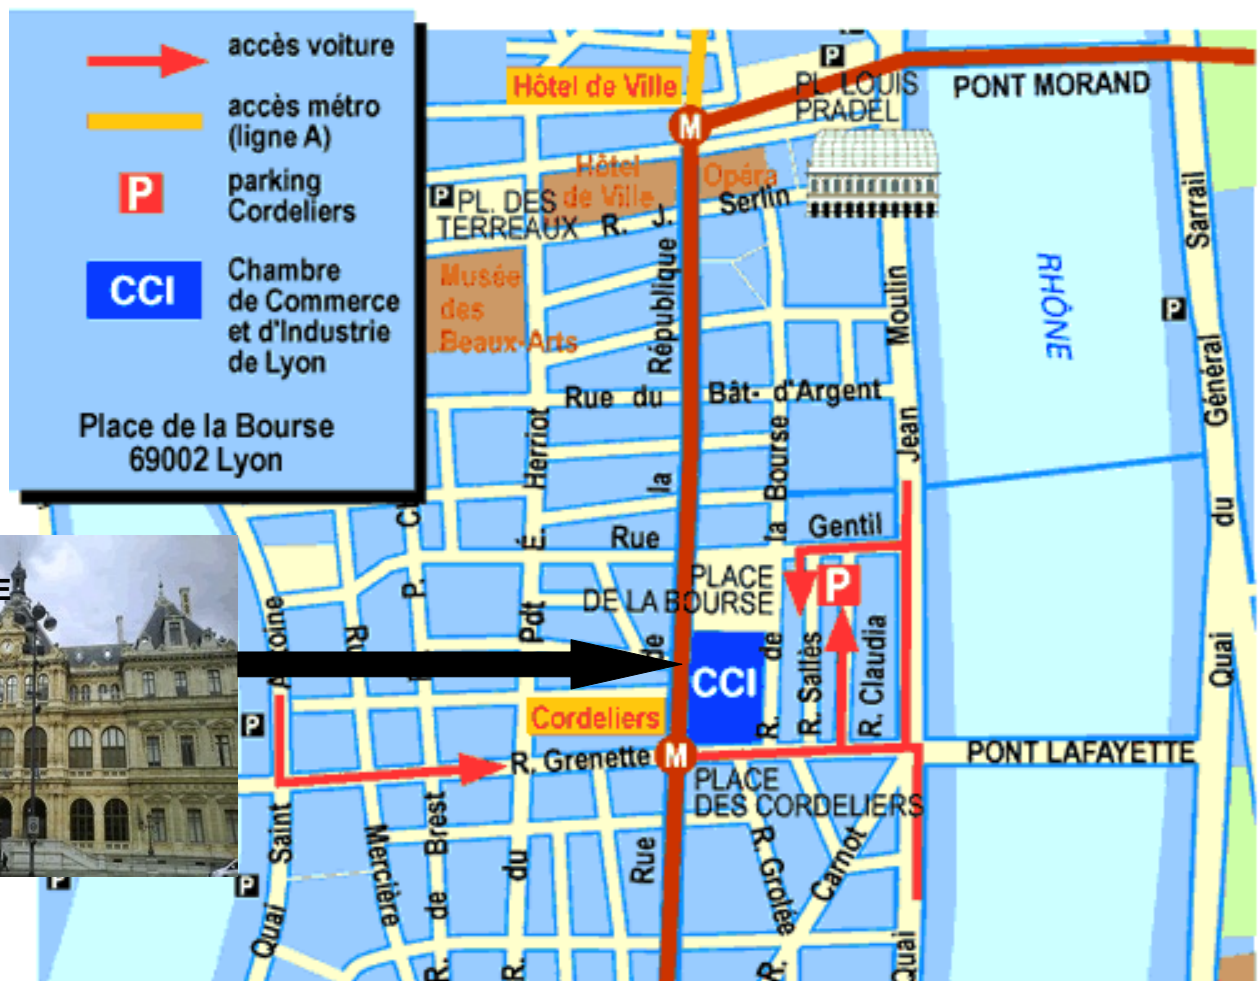 accès voiture
accès métro
(ligne A)
P
parking
Cordeliers
CCI
Chambre
de Commerce
et d'Industrie
de Lyon
Place de la Bourse
69002 Lyon
P
Hôtel de Ville
PL. LOUIS
PRADEL
PONT MORAND
M
Hôtel
de Ville
Opéra
P
PL. DES
TERREAUX
R. J. Serlin
Musée
des
Beaux-Arts
RHÔNE
P
Rue du Bât- d'Argent
Quai du Général Sarrail
Quai Jean Moulin
Rue de la République
R. de la Bourse
R. du Pdt É. Herriot
Rue Gentil
PLACE
DE LA BOURSE
P
R. Sallès
R. Claudia
CCI
Cordeliers
P
R. Grenette
M
PONT LAFAYETTE
PLACE
DES CORDELIERS
Quai Saint
Mercière
R. de Brest
R. Grolée
Carnot
P
P